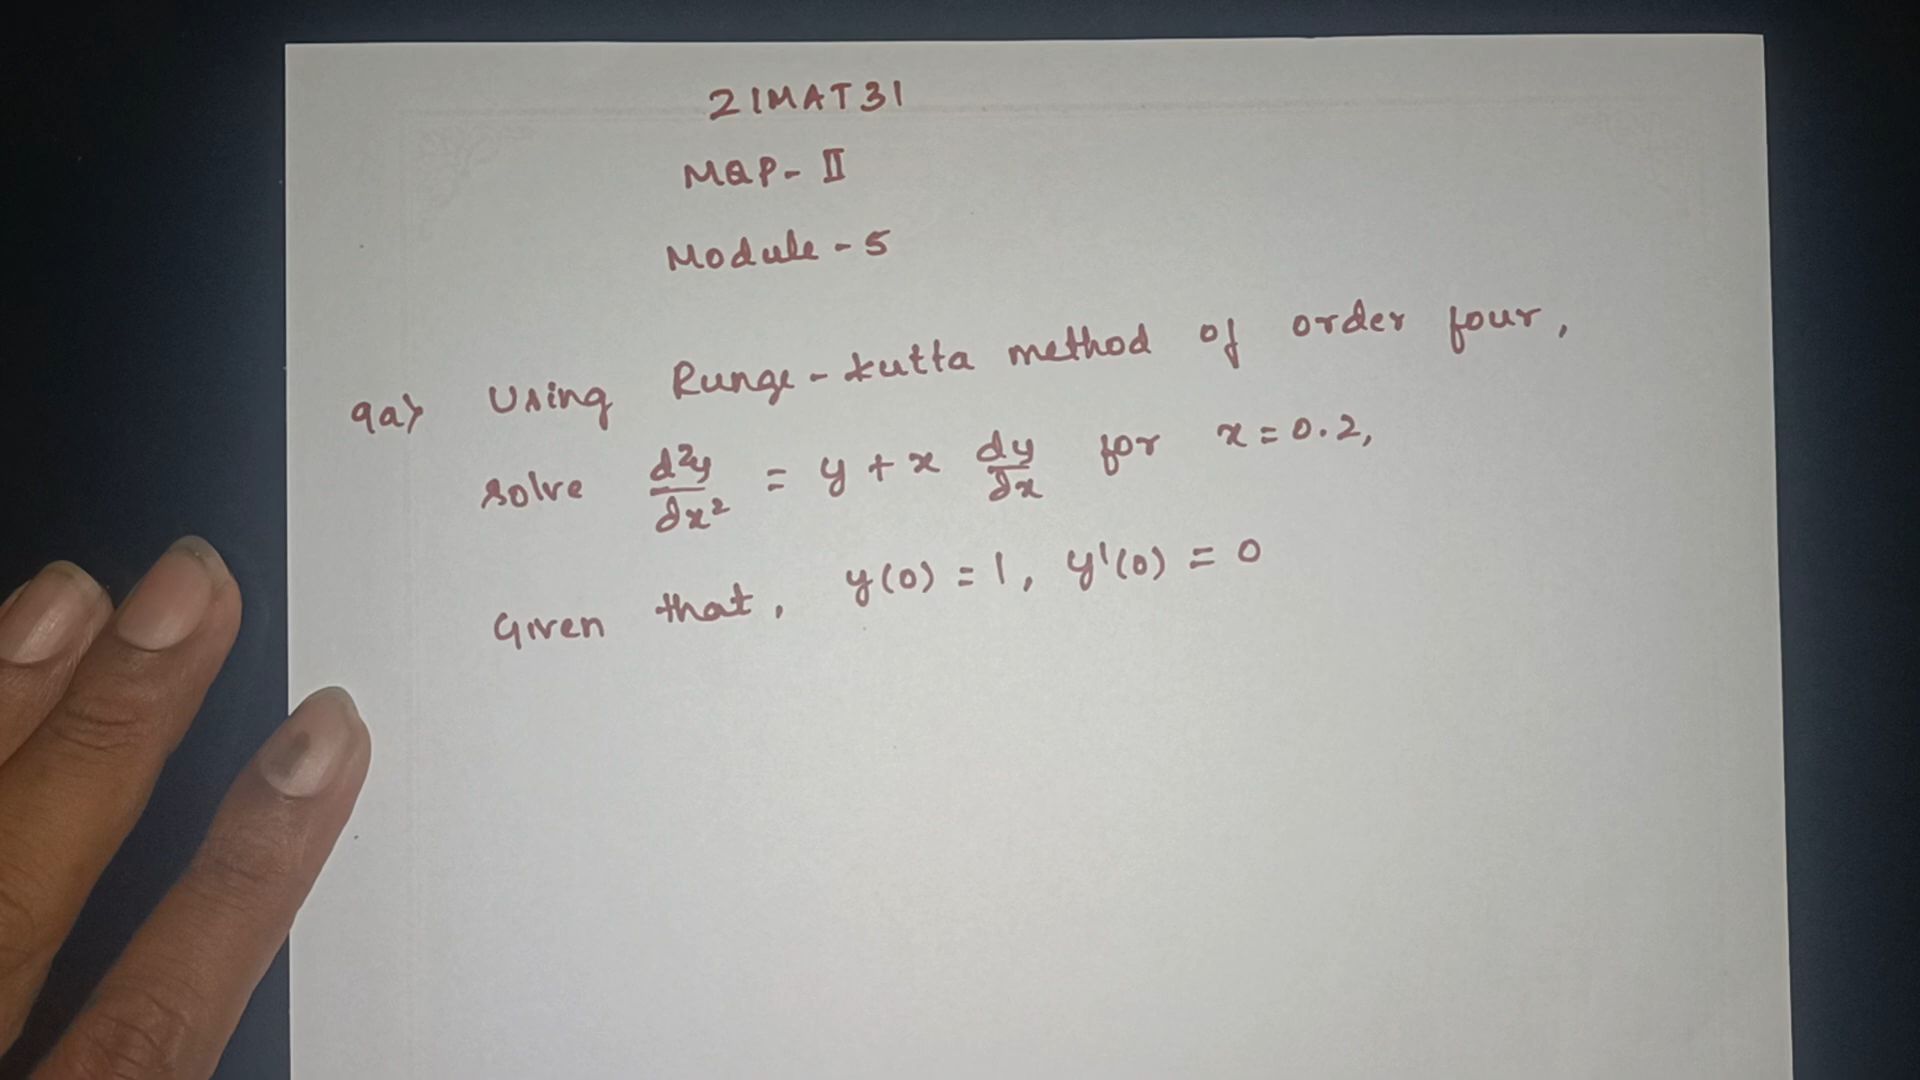 21MAT31
MQP- II
Module - 5
9a) Using Runge - kutta method of order four,
solve d²y/dx² = y + x dy/dx for x = 0.2,
Given that, y(0) = 1, y'(0) = 0